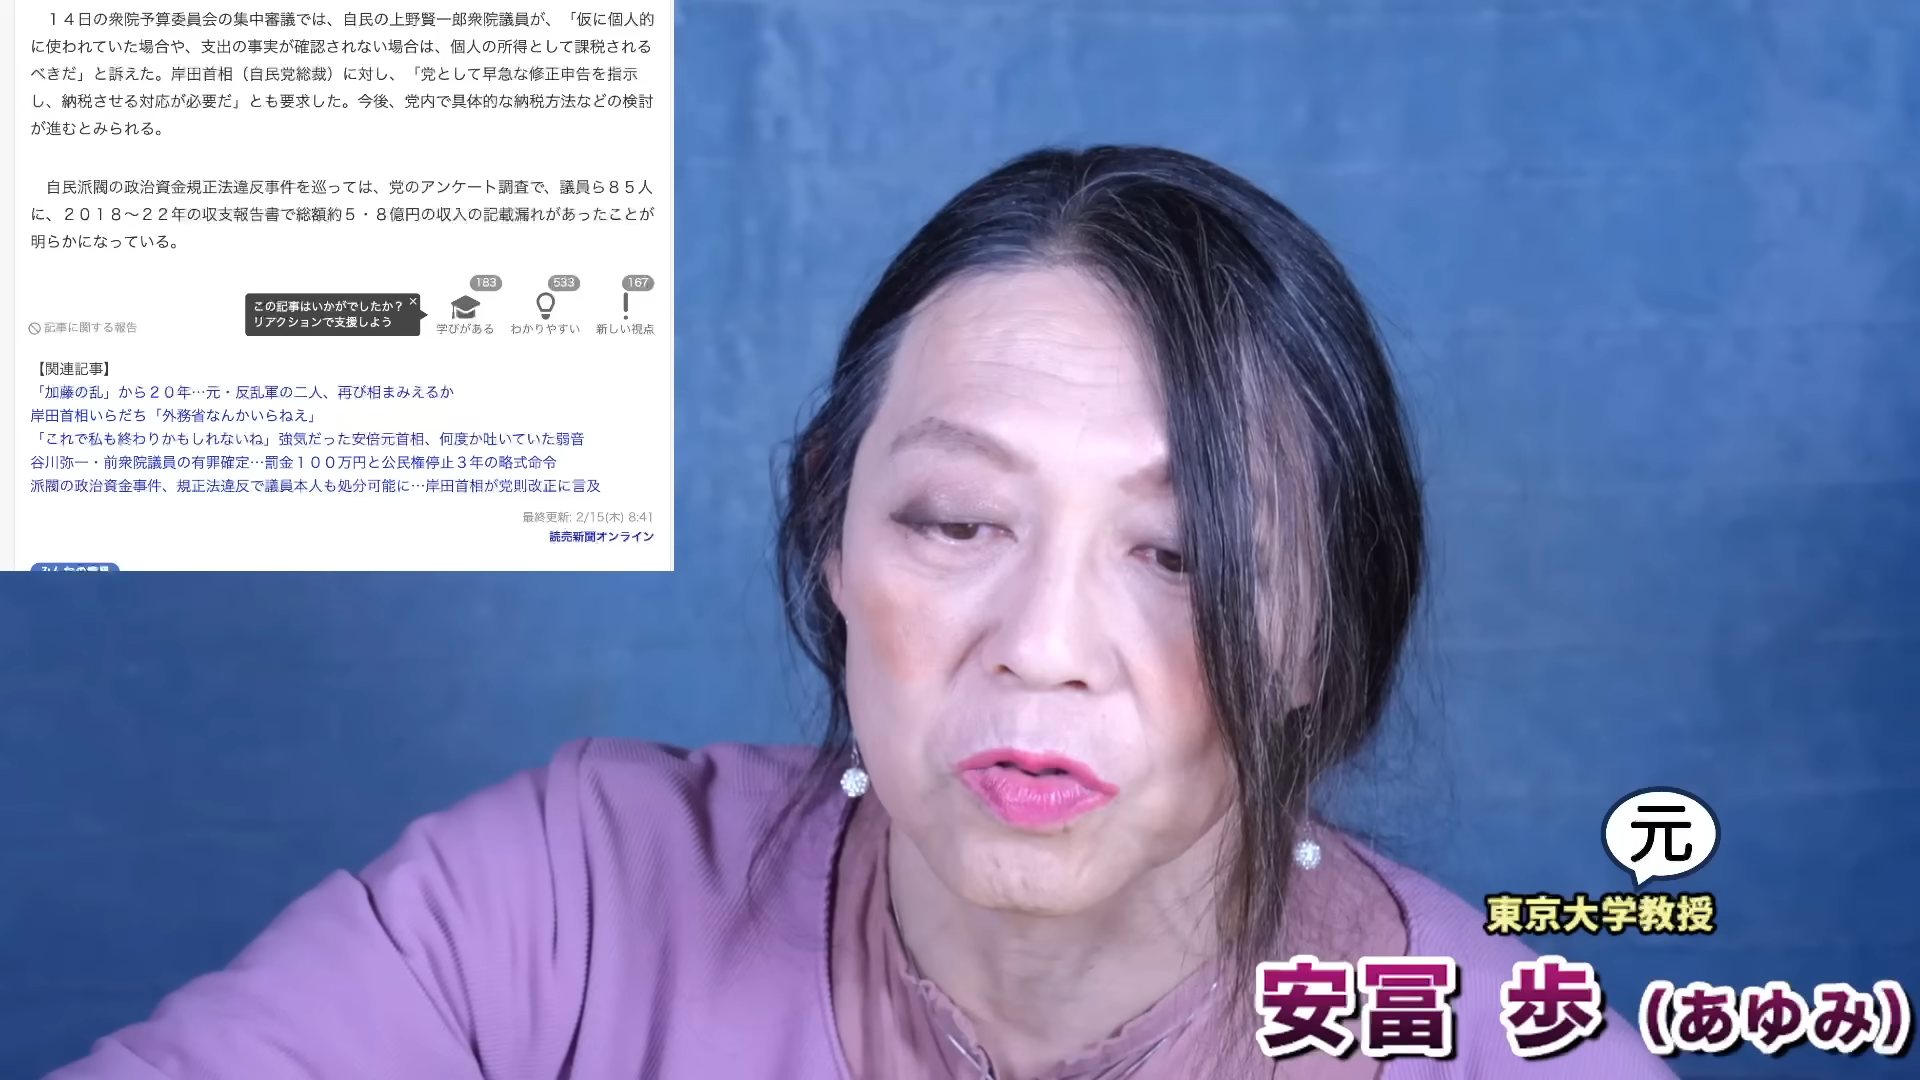 １４日の衆院予算委員会の集中審議では、自民の上野賢一郎衆院議員が、「仮に個人的
に使われていた場合や、支出の事実が確認されない場合は、個人の所得として課税される
べきだ」と訴えた。岸田首相（自民党総裁）に対し、「党として早急な修正申告を指示
し、納税させる対応が必要だ」とも要求した。今後、党内で具体的な納税方法などの検討
が進むとみられる。
自民派閥の政治資金規正法違反事件を巡っては、党のアンケート調査で、議員ら８５人
に、２０１８～２２年の収支報告書で総額約５・８億円の収入の記載漏れがあったことが
明らかになっている。
183 533 167
この記事はいかがでしたか？ ×
リアクションで支援しよう
記事に関する報告
学びがある わかりやすい 新しい視点
【関連記事】
「加藤の乱」から２０年…元・反乱軍の二人、再び相まみえるか
岸田首相いらだち「外務省なんかいらねえ」
「これで私も終わりかもしれないね」強気だった安倍元首相、何度か吐いていた弱音
谷川弥一・前衆院議員の有罪確定…罰金１００万円と公民権停止３年の略式命令
派閥の政治資金事件、規正法違反で議員本人も処分可能に…岸田首相が党則改正に言及
最終更新: 2/15(木) 8:41
読売新聞オンライン
元
東京大学教授
安冨 歩 (あゆみ)